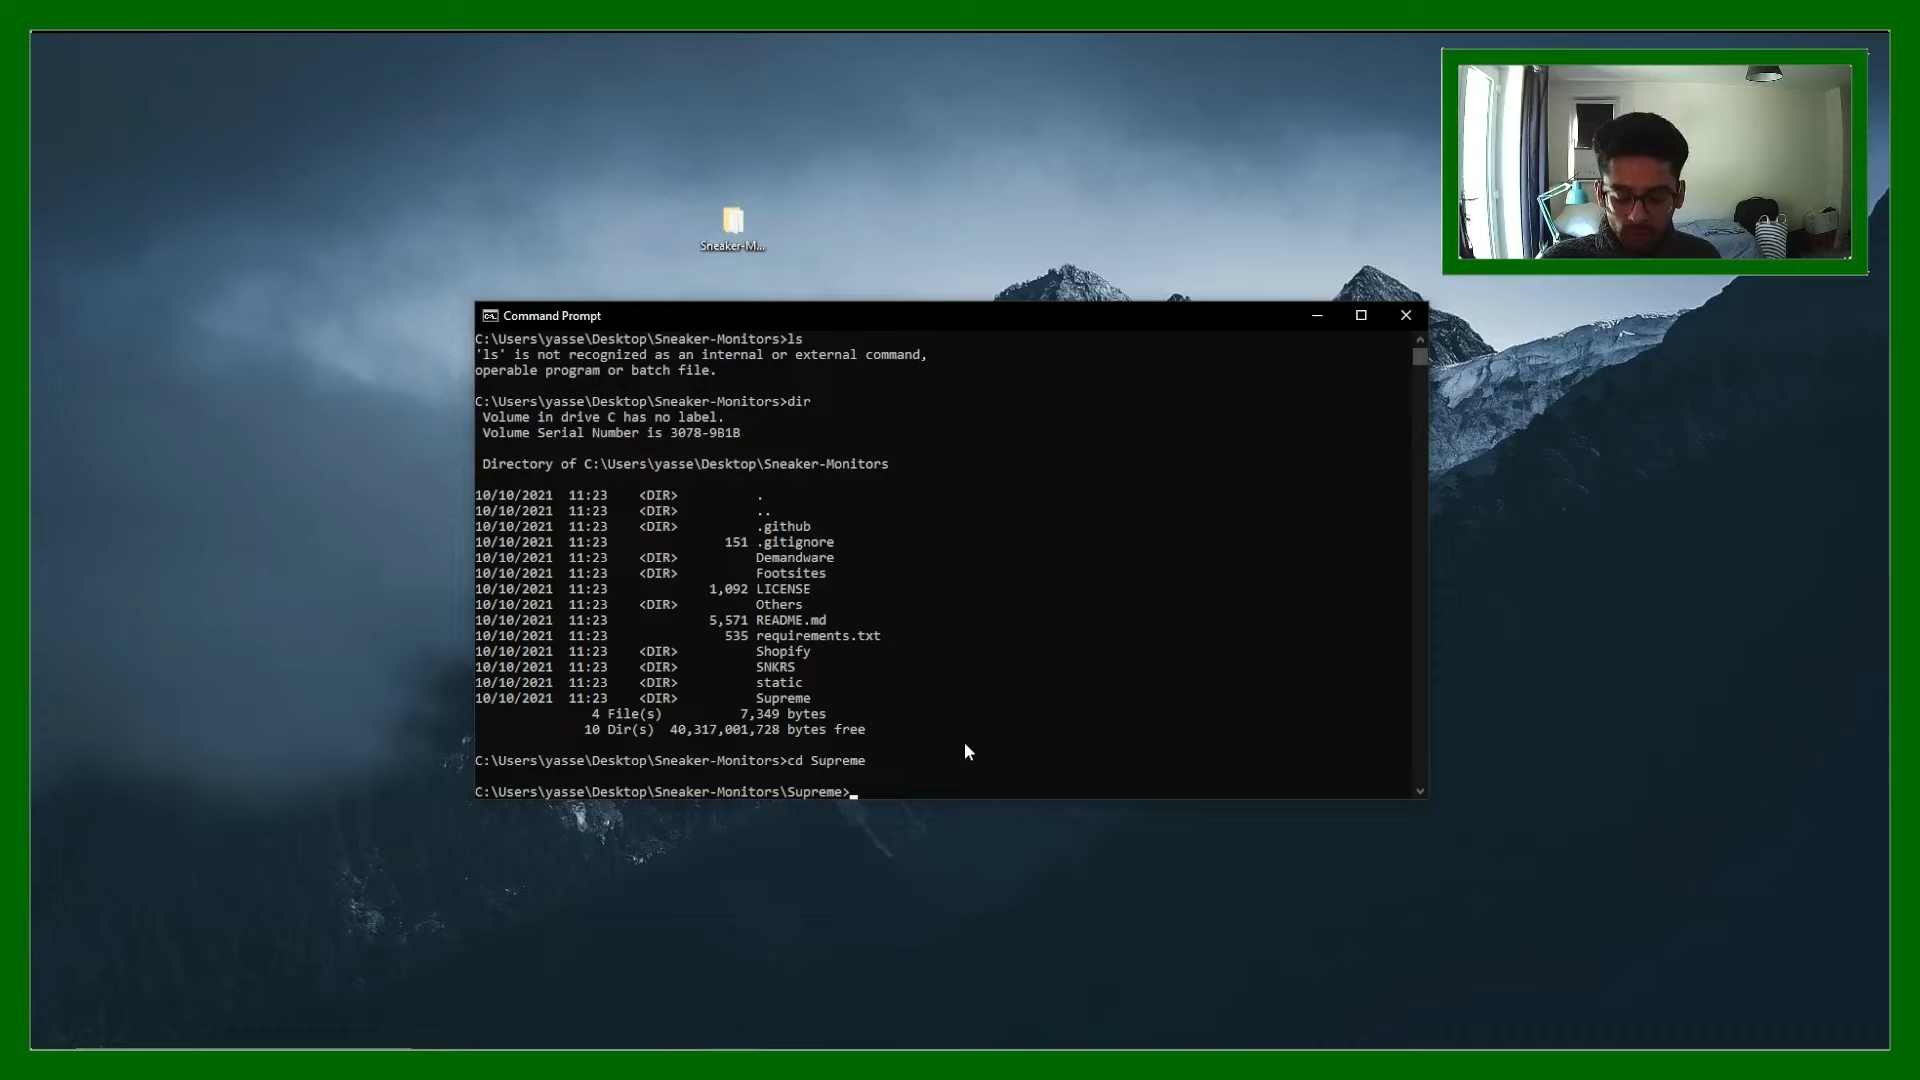 Sneaker-M...
Command Prompt
C:\Users\yasse\Desktop\Sneaker-Monitors>ls
'ls' is not recognized as an internal or external command,
operable program or batch file.
C:\Users\yasse\Desktop\Sneaker-Monitors>dir
Volume in drive C has no label.
Volume Serial Number is 3078-9B1B
Directory of C:\Users\yasse\Desktop\Sneaker-Monitors
10/10/2021 11:23 <DIR> .
10/10/2021 11:23 <DIR> ..
10/10/2021 11:23 <DIR> .github
10/10/2021 11:23 151 .gitignore
10/10/2021 11:23 <DIR> Demandware
10/10/2021 11:23 <DIR> Footsites
10/10/2021 11:23 1,092 LICENSE
10/10/2021 11:23 <DIR> Others
10/10/2021 11:23 5,571 README.md
10/10/2021 11:23 535 requirements.txt
10/10/2021 11:23 <DIR> Shopify
10/10/2021 11:23 <DIR> SNKRS
10/10/2021 11:23 <DIR> static
10/10/2021 11:23 <DIR> Supreme
4 File(s) 7,349 bytes
10 Dir(s) 40,317,001,728 bytes free
C:\Users\yasse\Desktop\Sneaker-Monitors>cd Supreme
C:\Users\yasse\Desktop\Sneaker-Monitors\Supreme>